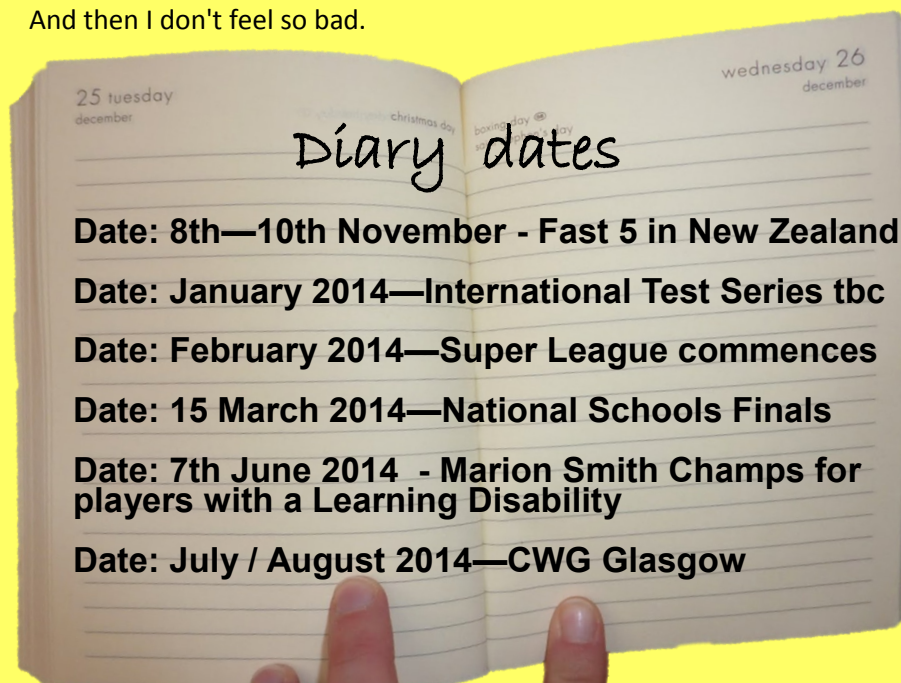 And then I don't feel so bad.
25 tuesday
december
christmas day
wednesday 26
december
boxing day
day
Diary dates
Date: 8th—10th November - Fast 5 in New Zealand
Date: January 2014—International Test Series tbc
Date: February 2014—Super League commences
Date: 15 March 2014—National Schools Finals
Date: 7th June 2014 - Marion Smith Champs for
players with a Learning Disability
Date: July / August 2014—CWG Glasgow